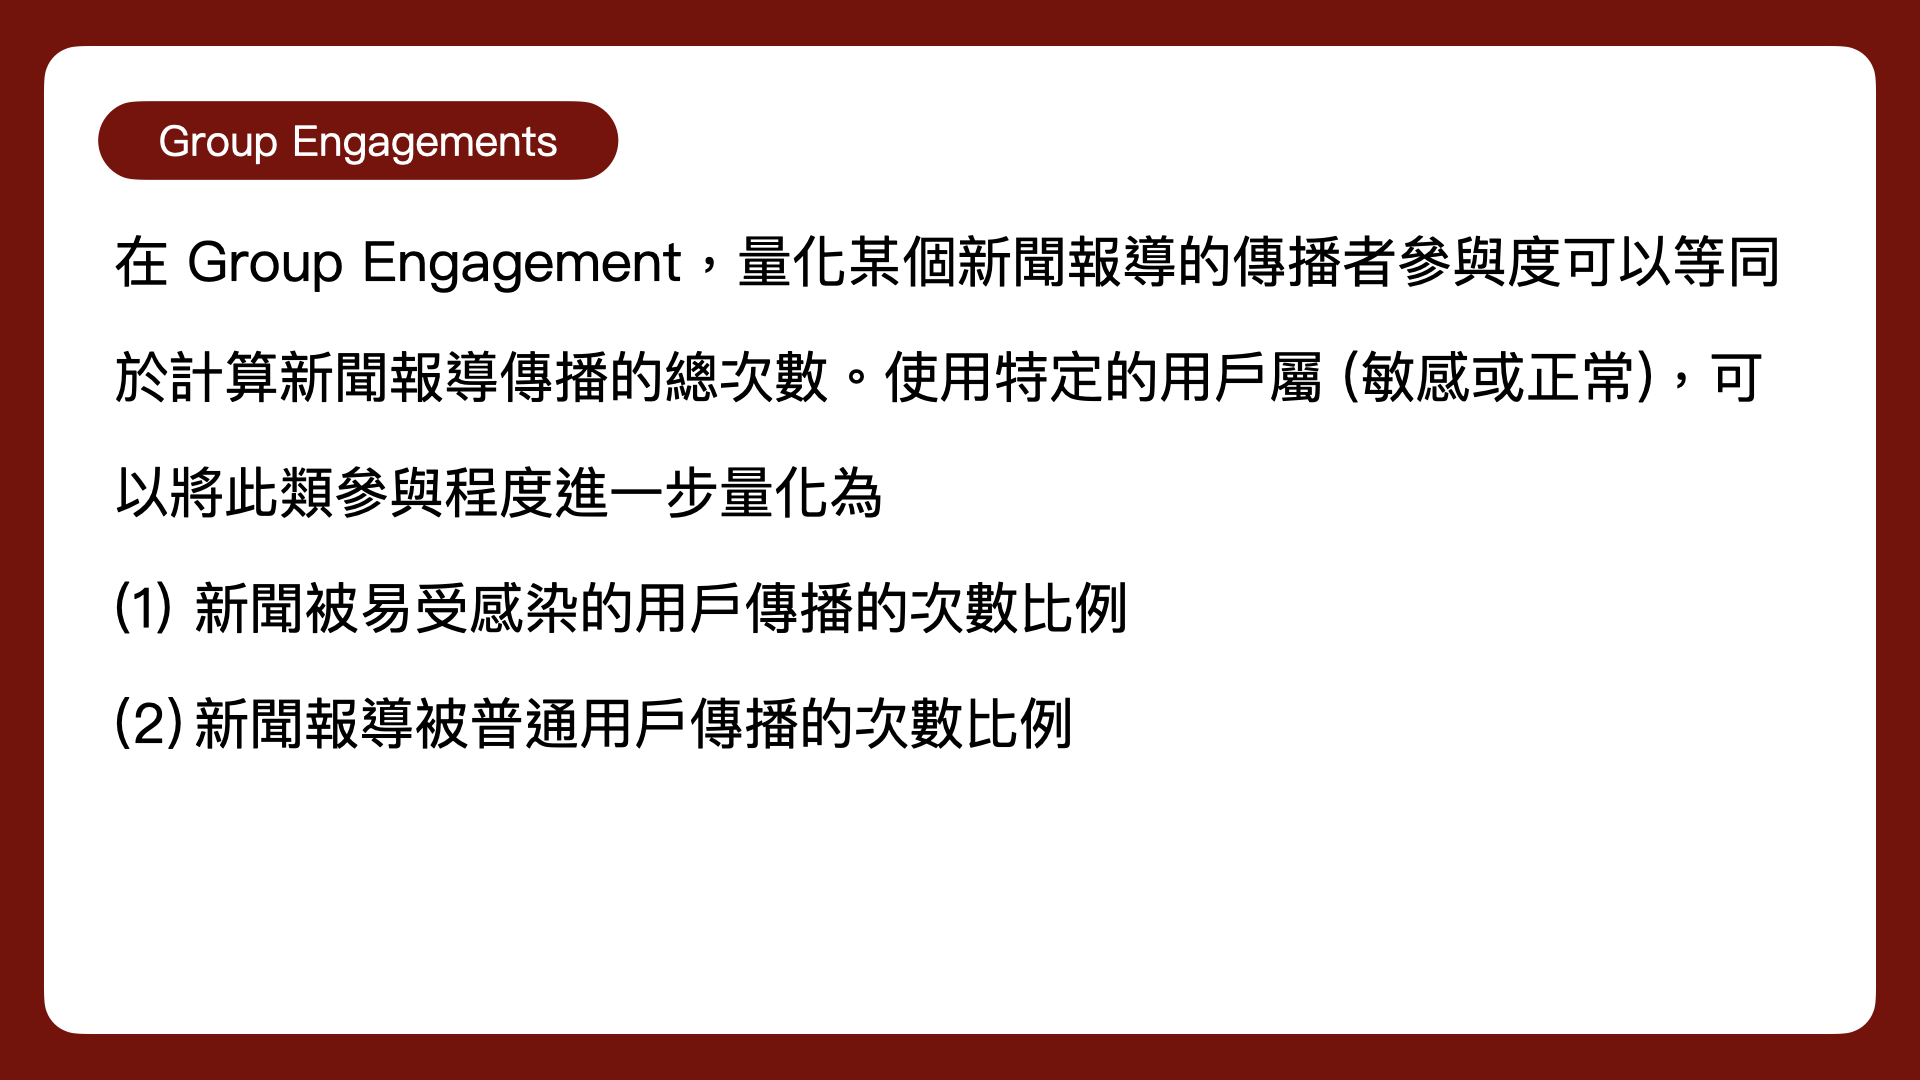 Group Engagements
在 Group Engagement，量化某個新聞報導的傳播者參與度可以等同
於計算新聞報導傳播的總次數。使用特定的用戶屬 (敏感或正常)，可
以將此類參與程度進一步量化為
(1) 新聞被易受感染的用戶傳播的次數比例
(2) 新聞報導被普通用戶傳播的次數比例